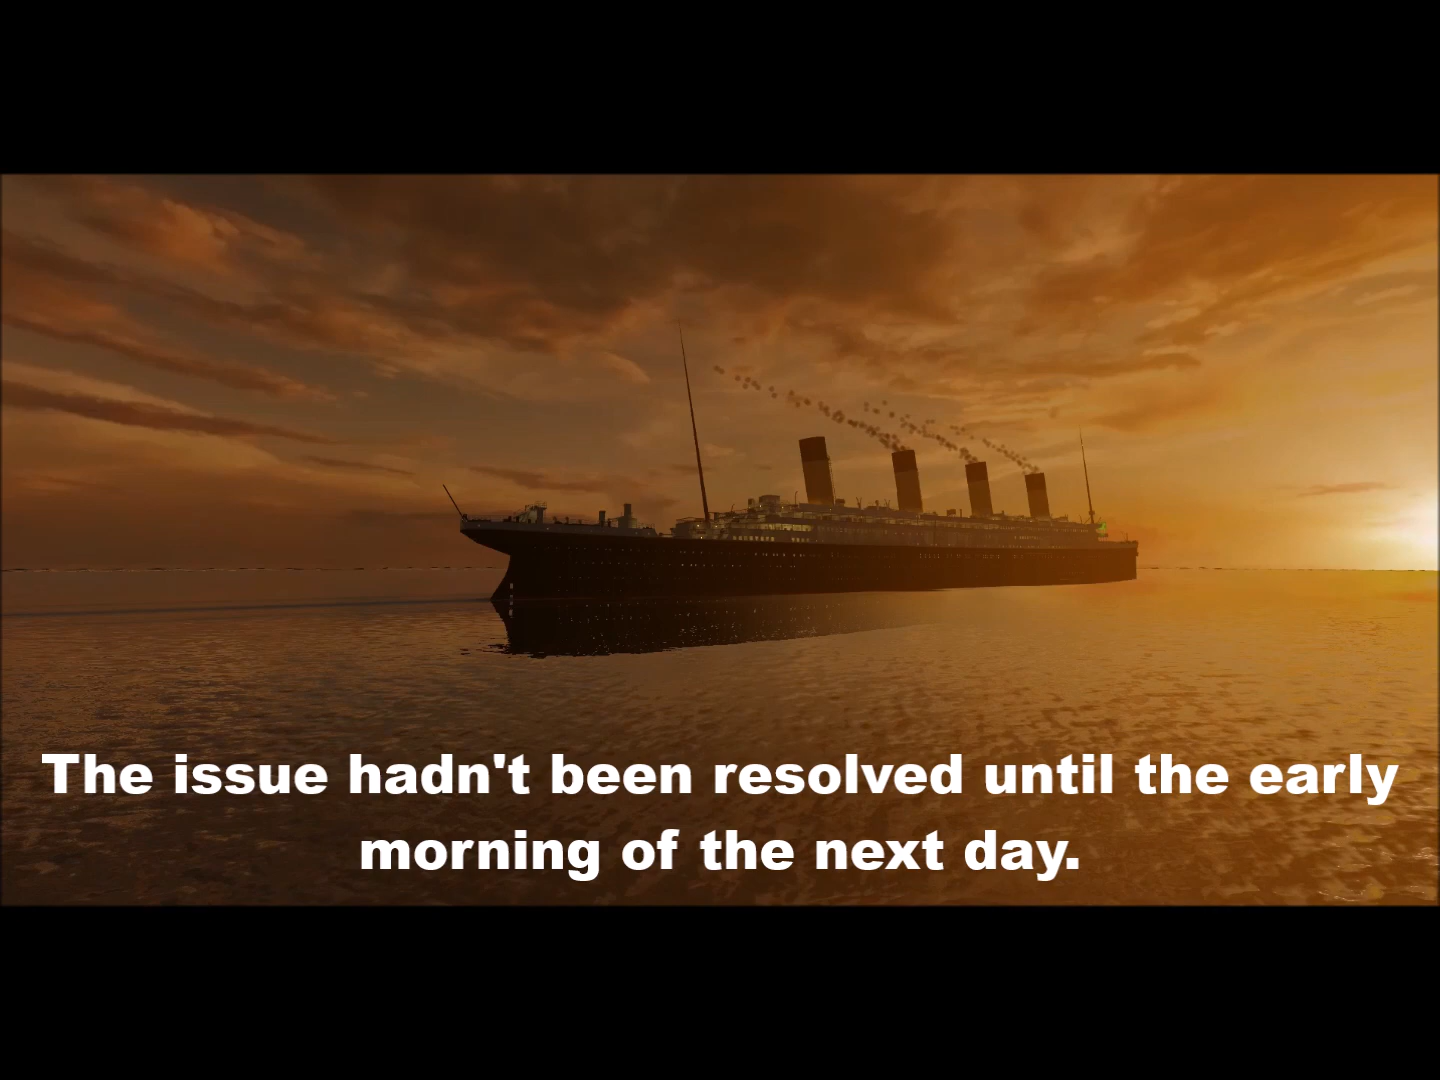 The issue hadn't been resolved until the early
morning of the next day.